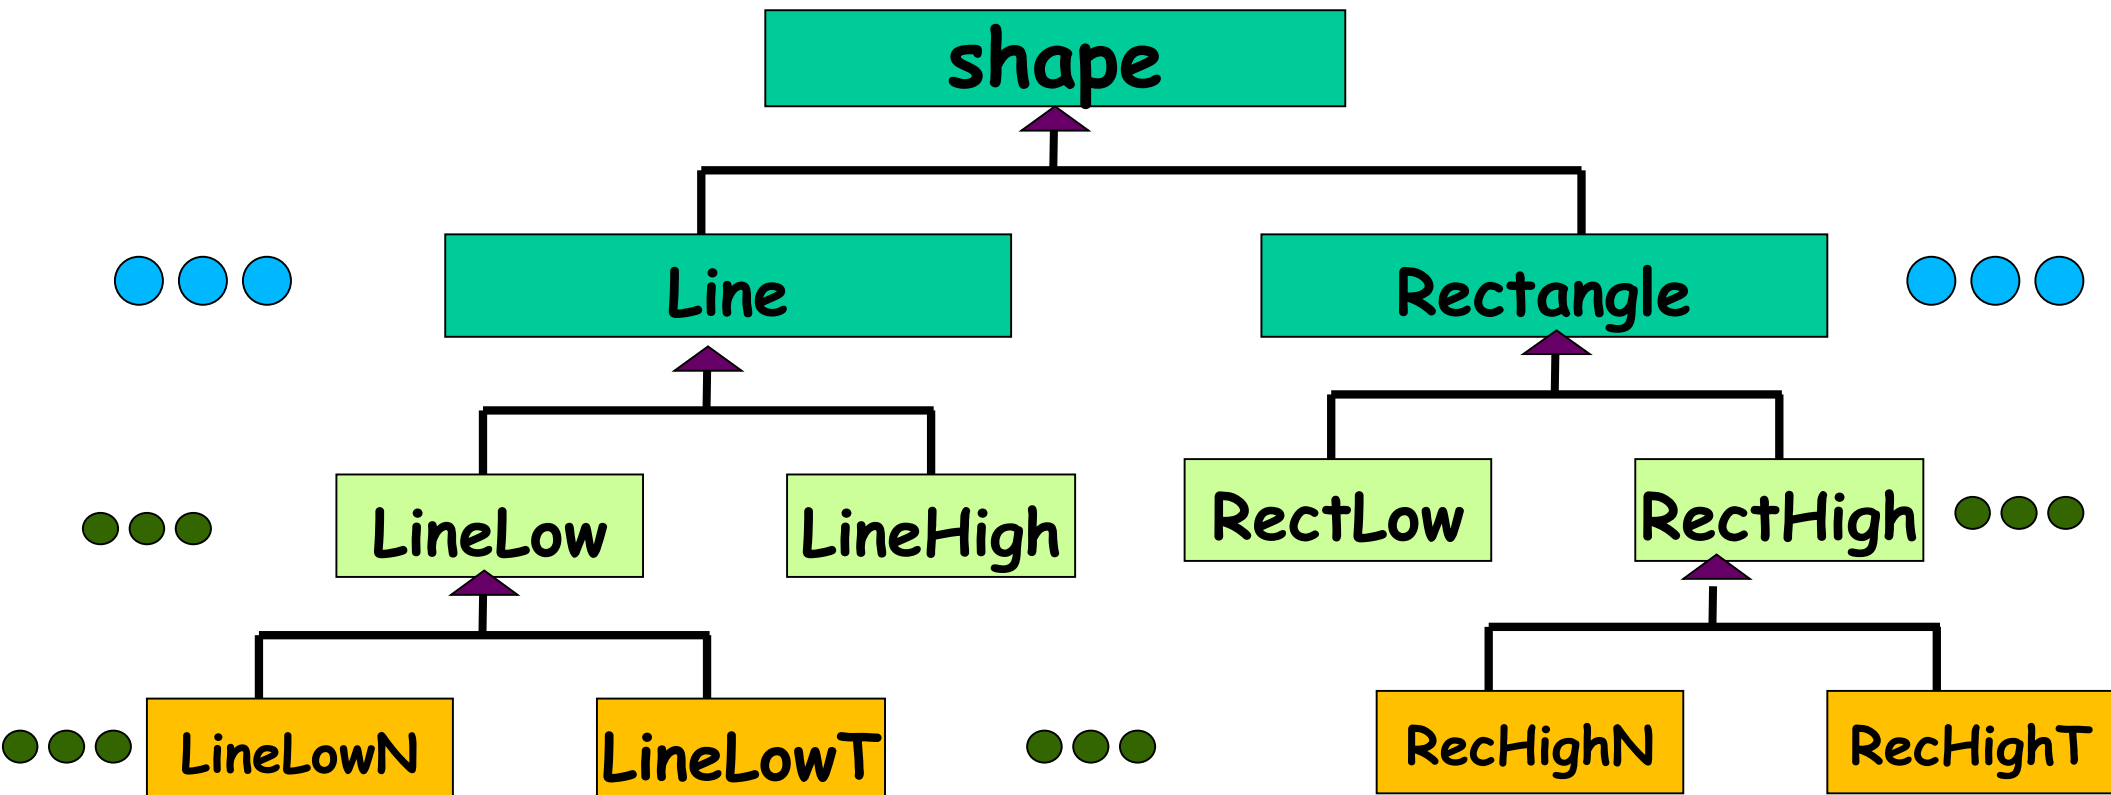 shape
Line
Rectangle
LineLow
LineHigh
RectLow
RectHigh
LineLowN
LineLowT
RecHighN
RecHighT